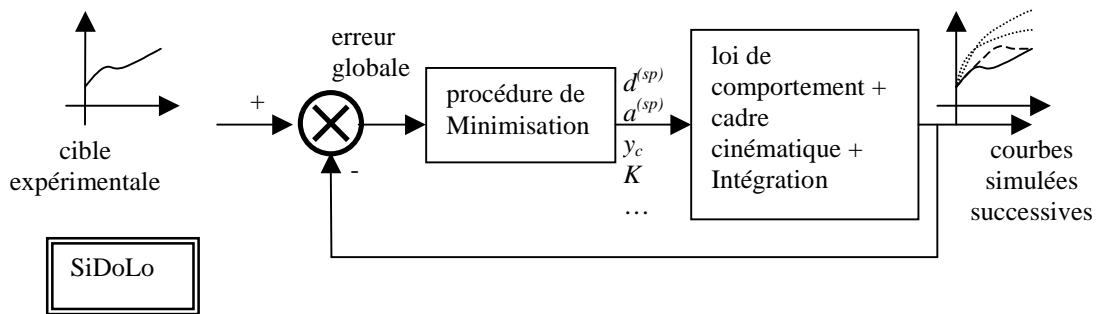 cible
expérimentale
+
-
erreur
globale
procédure de
Minimisation
d(sp)
a(sp)
yc
K
…
loi de
comportement +
cadre
cinématique +
Intégration
courbes
simulées
successives
SiDoLo